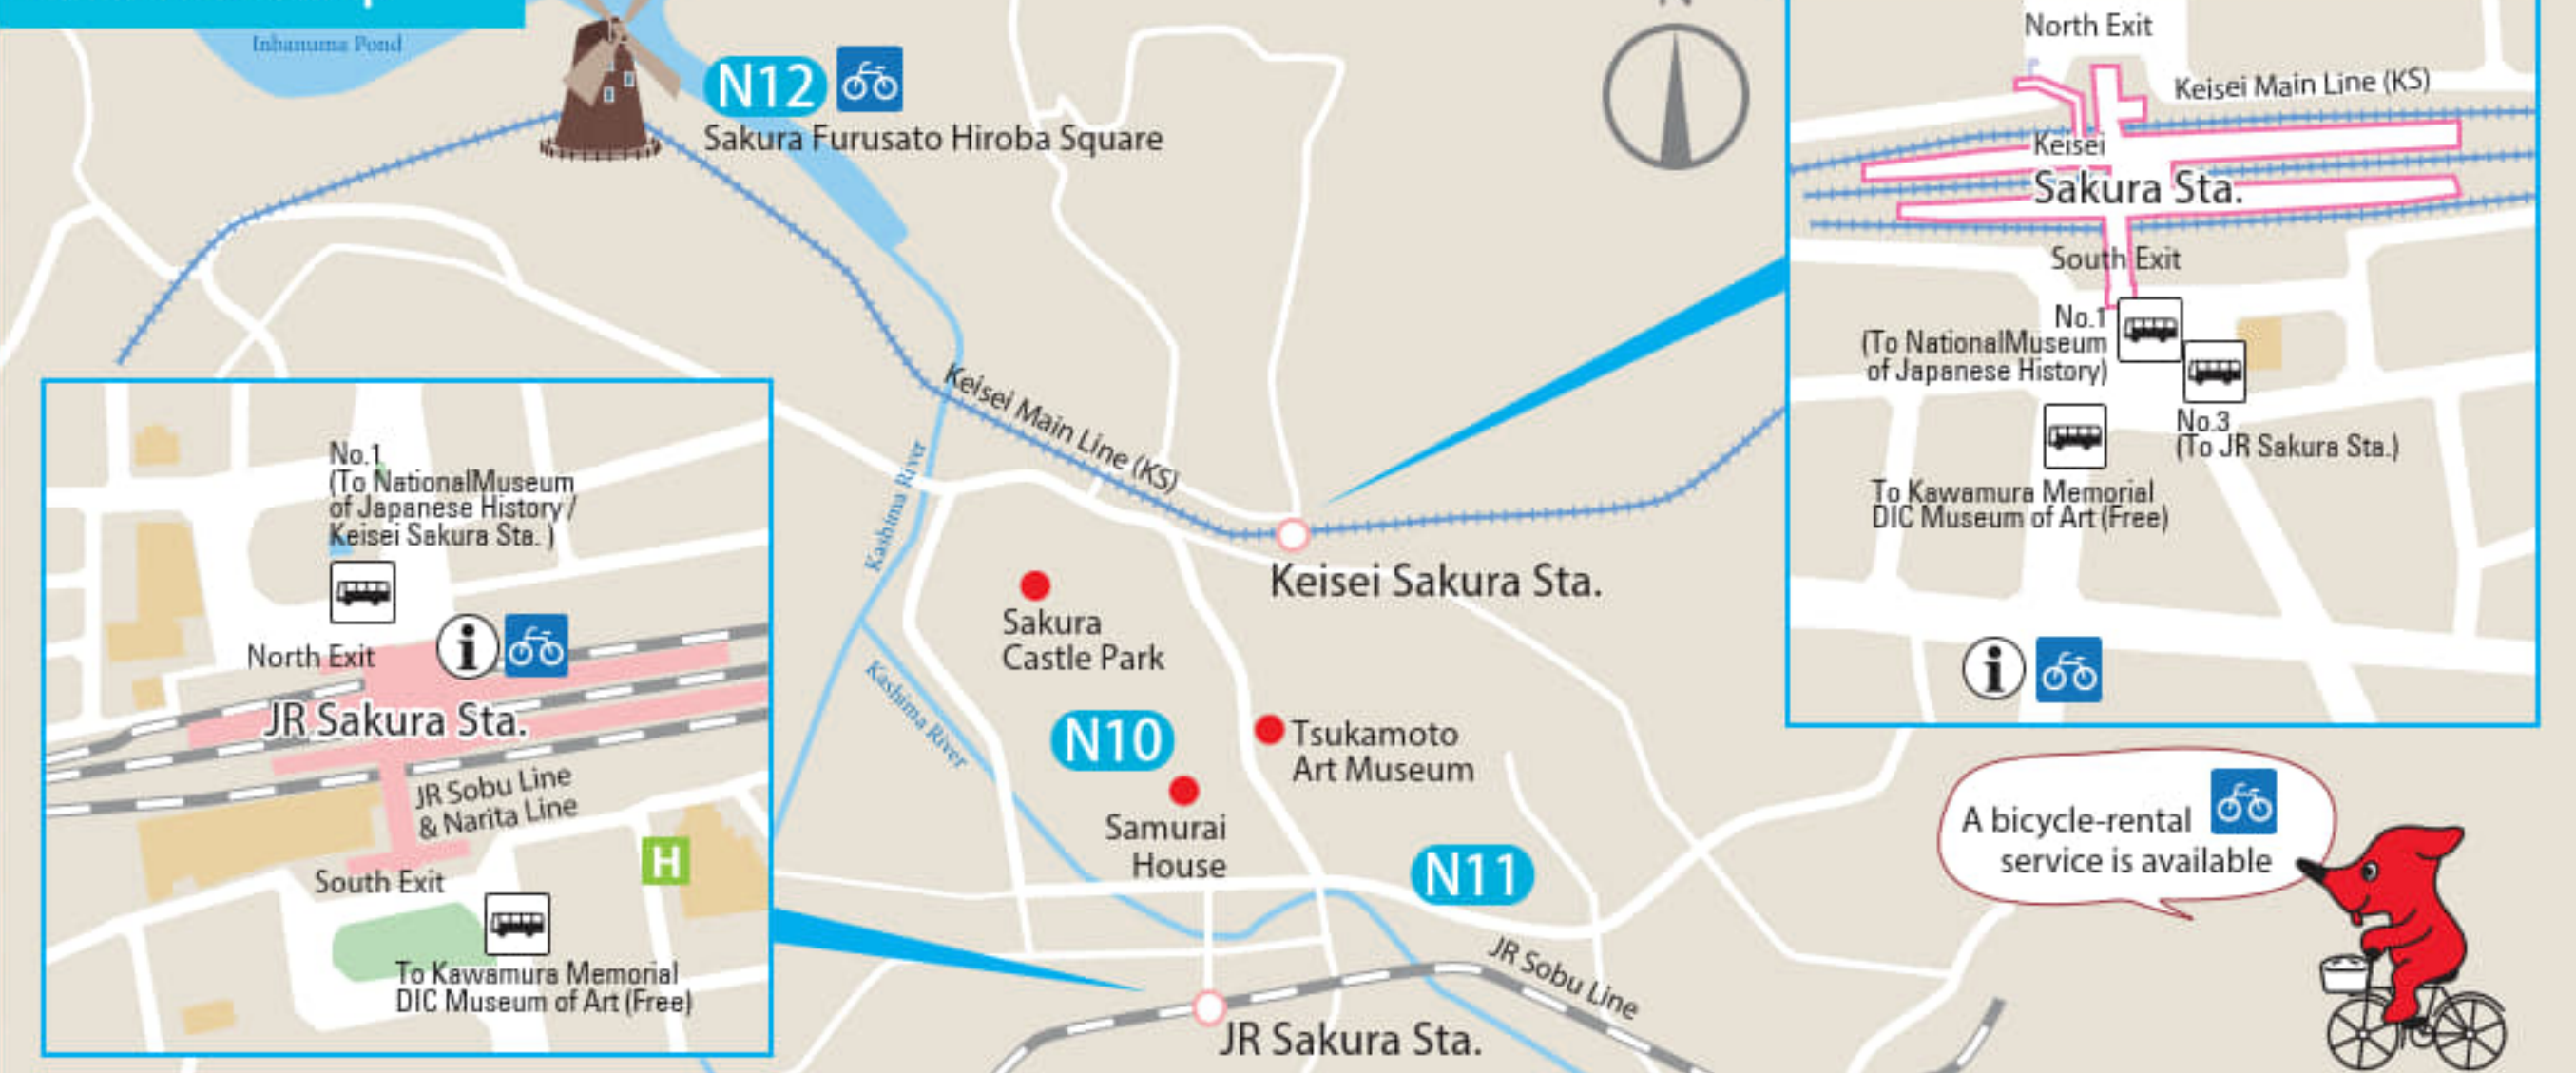 Inbanuma Pond
N12
Sakura Furusato Hiroba Square
North Exit
Keisei Main Line (KS)
Keisei
Sakura Sta.
South Exit
No.1
(To NationalMuseum
of Japanese History)
No.3
(To JR Sakura Sta.)
To Kawamura Memorial
DIC Museum of Art (Free)
i
Keisei Main Line (KS)
Kashima River
Keisei Sakura Sta.
Sakura
Castle Park
Kashima River
N10
Tsukamoto
Art Museum
Samurai
House
N11
JR Sobu Line
JR Sakura Sta.
No.1
(To NationalMuseum
of Japanese History /
Keisei Sakura Sta. )
i
North Exit
JR Sakura Sta.
JR Sobu Line
& Narita Line
H
South Exit
To Kawamura Memorial
DIC Museum of Art (Free)
A bicycle-rental
service is available